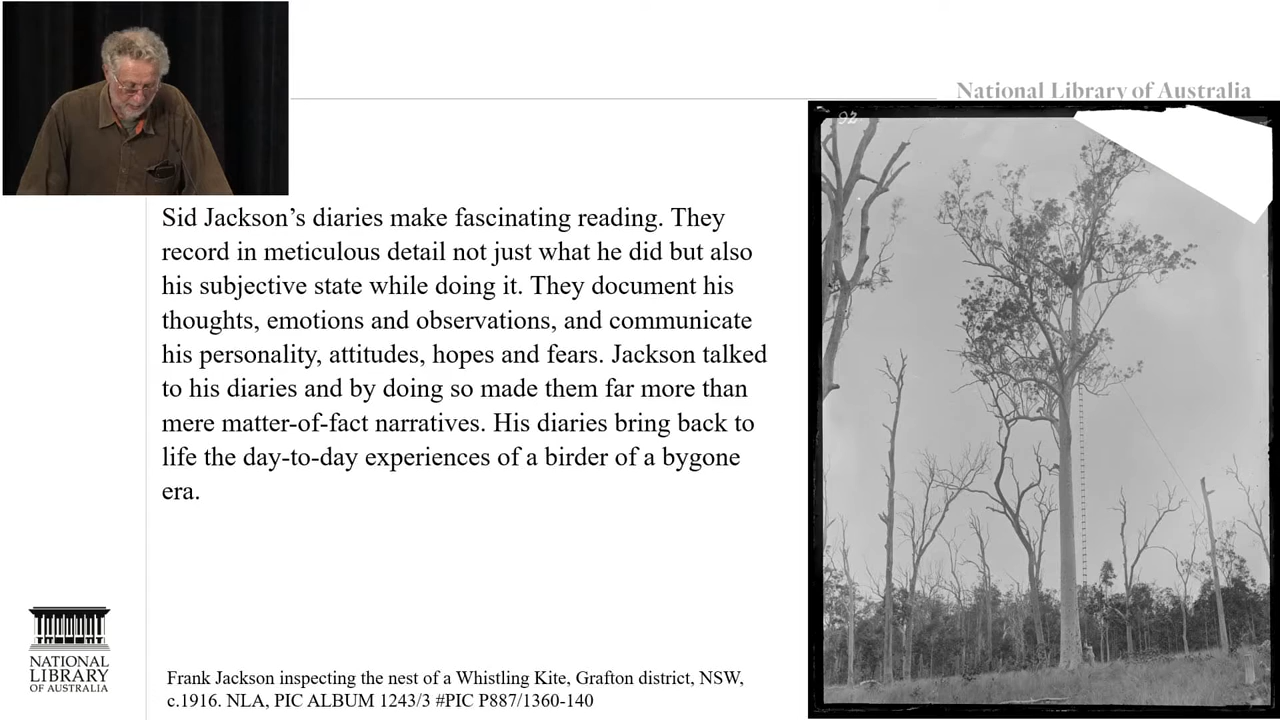 National Library of Australia
92
Sid Jackson’s diaries make fascinating reading. They
record in meticulous detail not just what he did but also
his subjective state while doing it. They document his
thoughts, emotions and observations, and communicate
his personality, attitudes, hopes and fears. Jackson talked
to his diaries and by doing so made them far more than
mere matter-of-fact narratives. His diaries bring back to
life the day-to-day experiences of a birder of a bygone
era.
NATIONAL
LIBRARY
OF AUSTRALIA
Frank Jackson inspecting the nest of a Whistling Kite, Grafton district, NSW,
c.1916. NLA, PIC ALBUM 1243/3 #PIC P887/1360-140